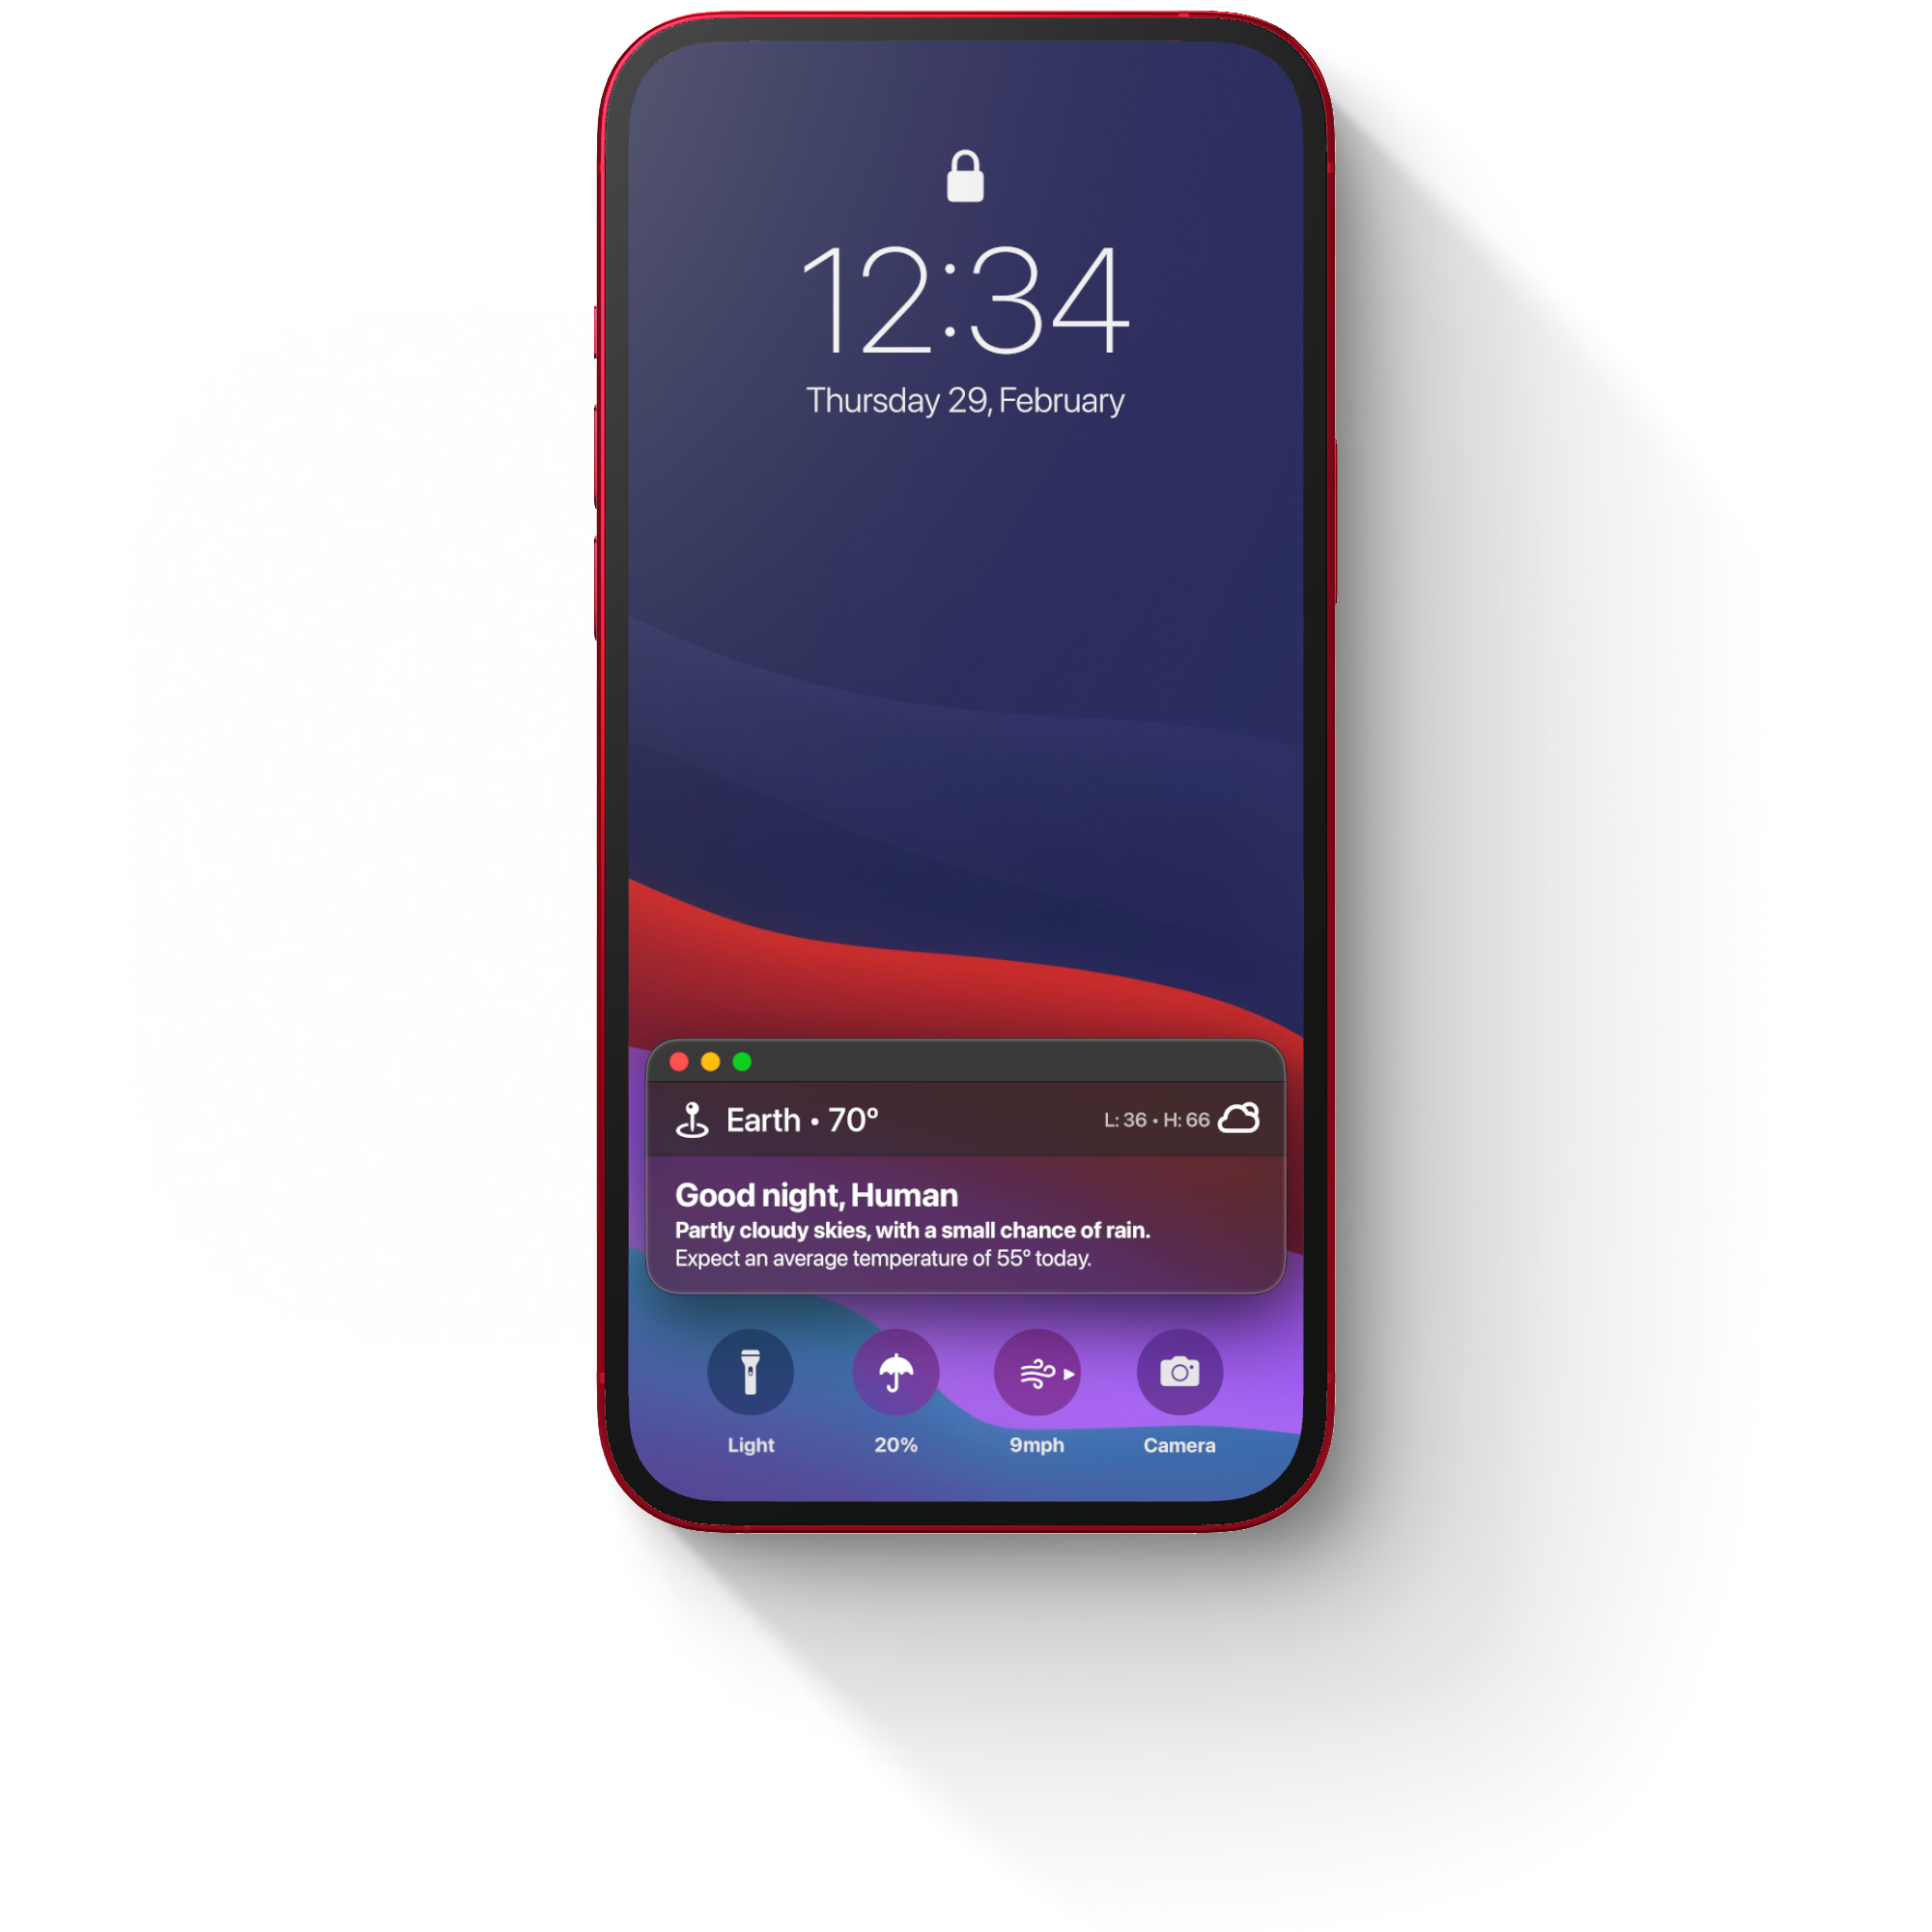 12:34
Thursday 29, February
Earth • 70°
L: 36 • H: 66
Good night, Human
Partly cloudy skies, with a small chance of rain.
Expect an average temperature of 55° today.
Light
20%
9mph
Camera